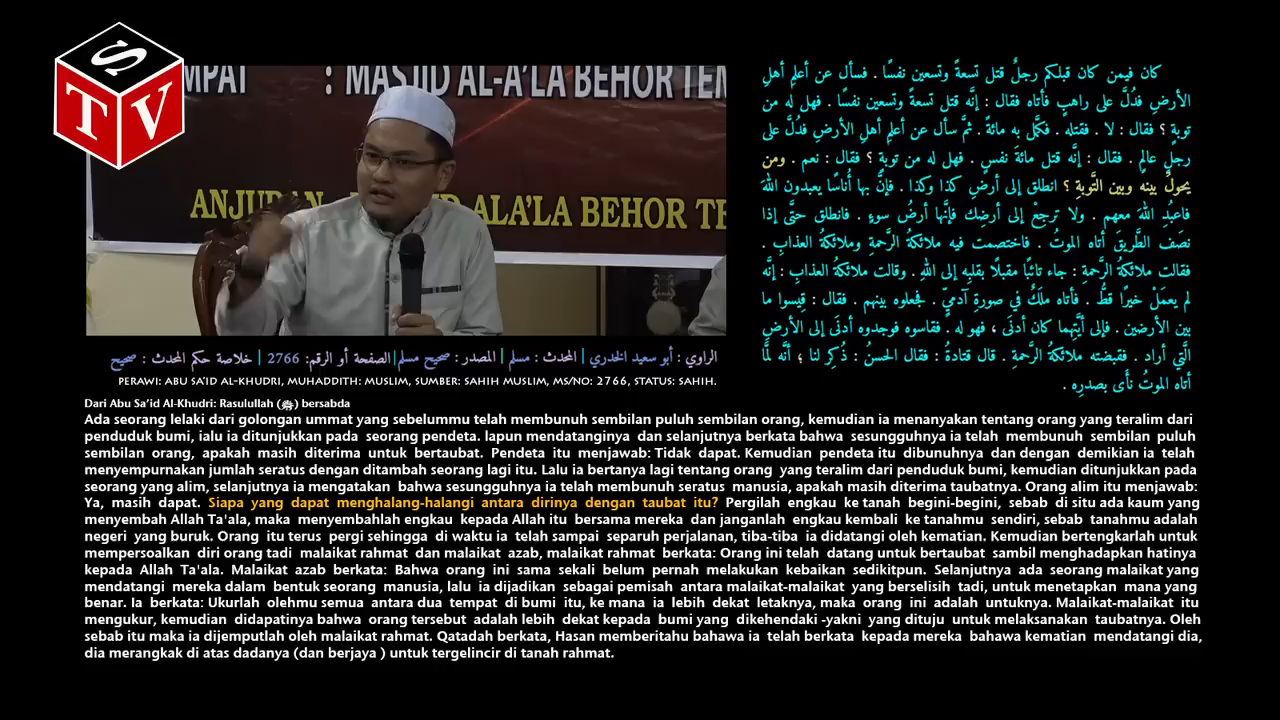 STV
MPAT : MASJID AL-A'LA BEHOR TEM
ANJURAN ALA'LA BEHOR TE
كان فيمن كان قبلكم رجلٌ قتل تسعةً وتسعين نفسًا . فسأل عن أعلمِ أهلِ
الأرضِ فدُلَّ على راهبٍ فأتاه فقال : إنَّه قتل تسعةً وتسعين نفسًا . فهل له من
توبةٍ ؟ فقال : لا . فقتله . فكمَّل به مائةً . ثمَّ سأل عن أعلمِ أهلِ الأرضِ فدُلَّ على
رجلٍ عالمٍ . فقال : إنَّه قتل مائةَ نفسٍ . فهل له من توبةٍ ؟ فقال : نعم . ومن
يحولُ بينه وبين التَّوبةِ ؟ انطلِق إلى أرضِ كذا وكذا . فإنَّ بها أُناسًا يعبدون اللهَ
فاعبُدِ اللهَ معهم . ولا ترجِعْ إلى أرضِك فإنَّها أرضُ سوءٍ . فانطلق حتَّى إذا
نصَف الطَّريقَ أتاه الموتُ . فاختصمت فيه ملائكةُ الرَّحمةِ وملائكةُ العذابِ .
فقالت ملائكةُ الرَّحمةِ : جاء تائبًا مقبلًا بقلبِه إلى اللهِ . وقالت ملائكةُ العذابِ : إنَّه
لم يعمَلْ خيرًا قطُّ . فأتاه ملَكٌ في صورةِ آدميٍّ . فجعلوه بينهم . فقال : قِيسوا ما
بين الأرضين . فإلى أيَّتِهما كان أدنَى ، فهو له . فقاسوه فوجدوه أدنَى إلى الأرضِ
الَّتي أراد . فقبضته ملائكةُ الرَّحمةِ . قال قتادةُ : فقال الحسنُ : ذُكِر لنا ؛ أنَّه لمَّا
أتاه الموتُ نأَى بصدرِه .
الراوي : أبو سعيد الخدري | المحدث : مسلم | المصدر : صحيح مسلم | الصفحة أو الرقم: 2766 | خلاصة حكم المحدث : صحيح
PERAWI: ABU SA'ID AL-KHUDRI, MUHADDITH: MUSLIM, SUMBER: SAHIH MUSLIM, MS/NO: 2766, STATUS: SAHIH.
Dari Abu Sa'id Al-Khudri: Rasulullah (ﷺ) bersabda
Ada seorang lelaki dari golongan ummat yang sebelummu telah membunuh sembilan puluh sembilan orang, kemudian ia menanyakan tentang orang yang teralim dari
penduduk bumi, ialu ia ditunjukkan pada seorang pendeta. lapun mendatanginya dan selanjutnya berkata bahwa sesungguhnya ia telah membunuh sembilan puluh
sembilan orang, apakah masih diterima untuk bertaubat. Pendeta itu menjawab: Tidak dapat. Kemudian pendeta itu dibunuhnya dan dengan demikian ia telah
menyempurnakan jumlah seratus dengan ditambah seorang lagi itu. Lalu ia bertanya lagi tentang orang yang teralim dari penduduk bumi, kemudian ditunjukkan pada
seorang yang alim, selanjutnya ia mengatakan bahwa sesungguhnya ia telah membunuh seratus manusia, apakah masih diterima taubatnya. Orang alim itu menjawab:
Ya, masih dapat. Siapa yang dapat menghalang-halangi antara dirinya dengan taubat itu? Pergilah engkau ke tanah begini-begini, sebab di situ ada kaum yang
menyembah Allah Ta'ala, maka menyembahlah engkau kepada Allah itu bersama mereka dan janganlah engkau kembali ke tanahmu sendiri, sebab tanahmu adalah
negeri yang buruk. Orang itu terus pergi sehingga di waktu ia telah sampai separuh perjalanan, tiba-tiba ia didatangi oleh kematian. Kemudian bertengkarlah untuk
mempersoalkan diri orang tadi malaikat rahmat dan malaikat azab, malaikat rahmat berkata: Orang ini telah datang untuk bertaubat sambil menghadapkan hatinya
kepada Allah Ta'ala. Malaikat azab berkata: Bahwa orang ini sama sekali belum pernah melakukan kebaikan sedikitpun. Selanjutnya ada seorang malaikat yang
mendatangi mereka dalam bentuk seorang manusia, lalu ia dijadikan sebagai pemisah antara malaikat-malaikat yang berselisih tadi, untuk menetapkan mana yang
benar. Ia berkata: Ukurlah olehmu semua antara dua tempat di bumi itu, ke mana ia lebih dekat letaknya, maka orang ini adalah untuknya. Malaikat-malaikat itu
mengukur, kemudian didapatinya bahwa orang tersebut adalah lebih dekat kepada bumi yang dikehendaki -yakni yang dituju untuk melaksanakan taubatnya. Oleh
sebab itu maka ia dijemputlah oleh malaikat rahmat. Qatadah berkata, Hasan memberitahu bahawa ia telah berkata kepada mereka bahawa kematian mendatangi dia,
dia merangkak di atas dadanya (dan berjaya ) untuk tergelincir di tanah rahmat.